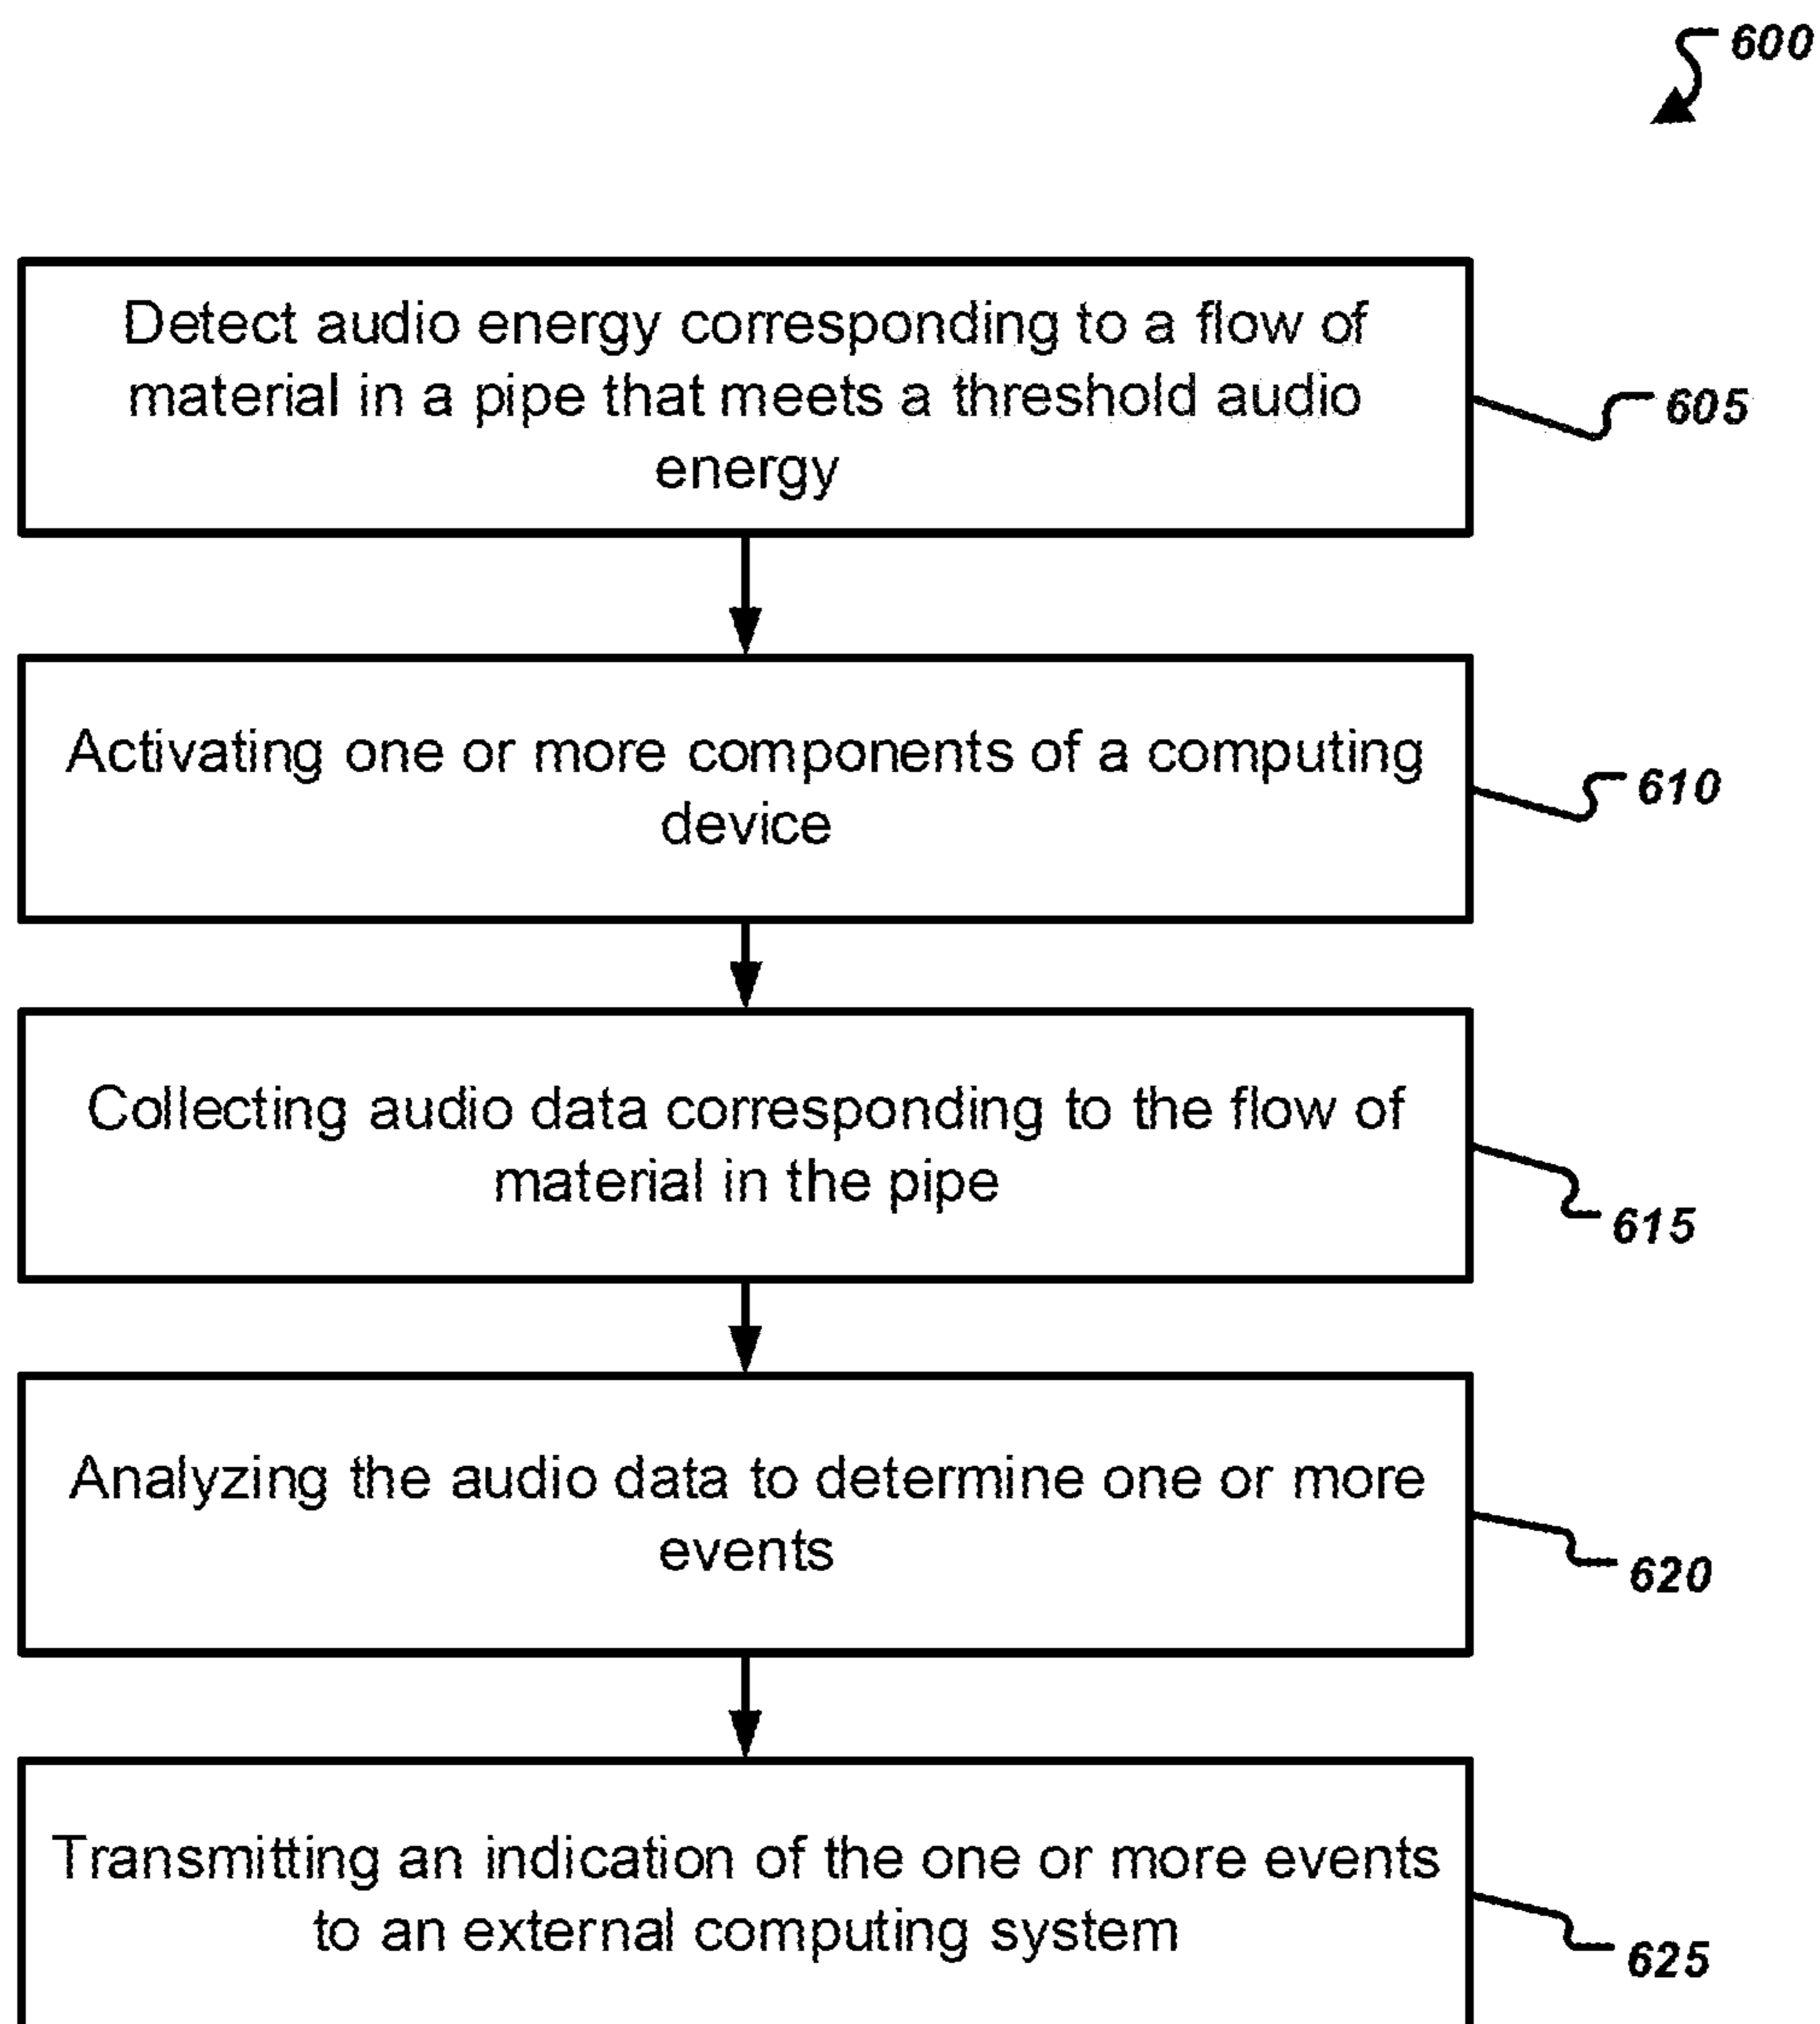 600
Detect audio energy corresponding to a flow of
material in a pipe that meets a threshold audio
energy
605
Activating one or more components of a computing
device
610
Collecting audio data corresponding to the flow of
material in the pipe
615
Analyzing the audio data to determine one or more
events
620
Transmitting an indication of the one or more events
to an external computing system
625